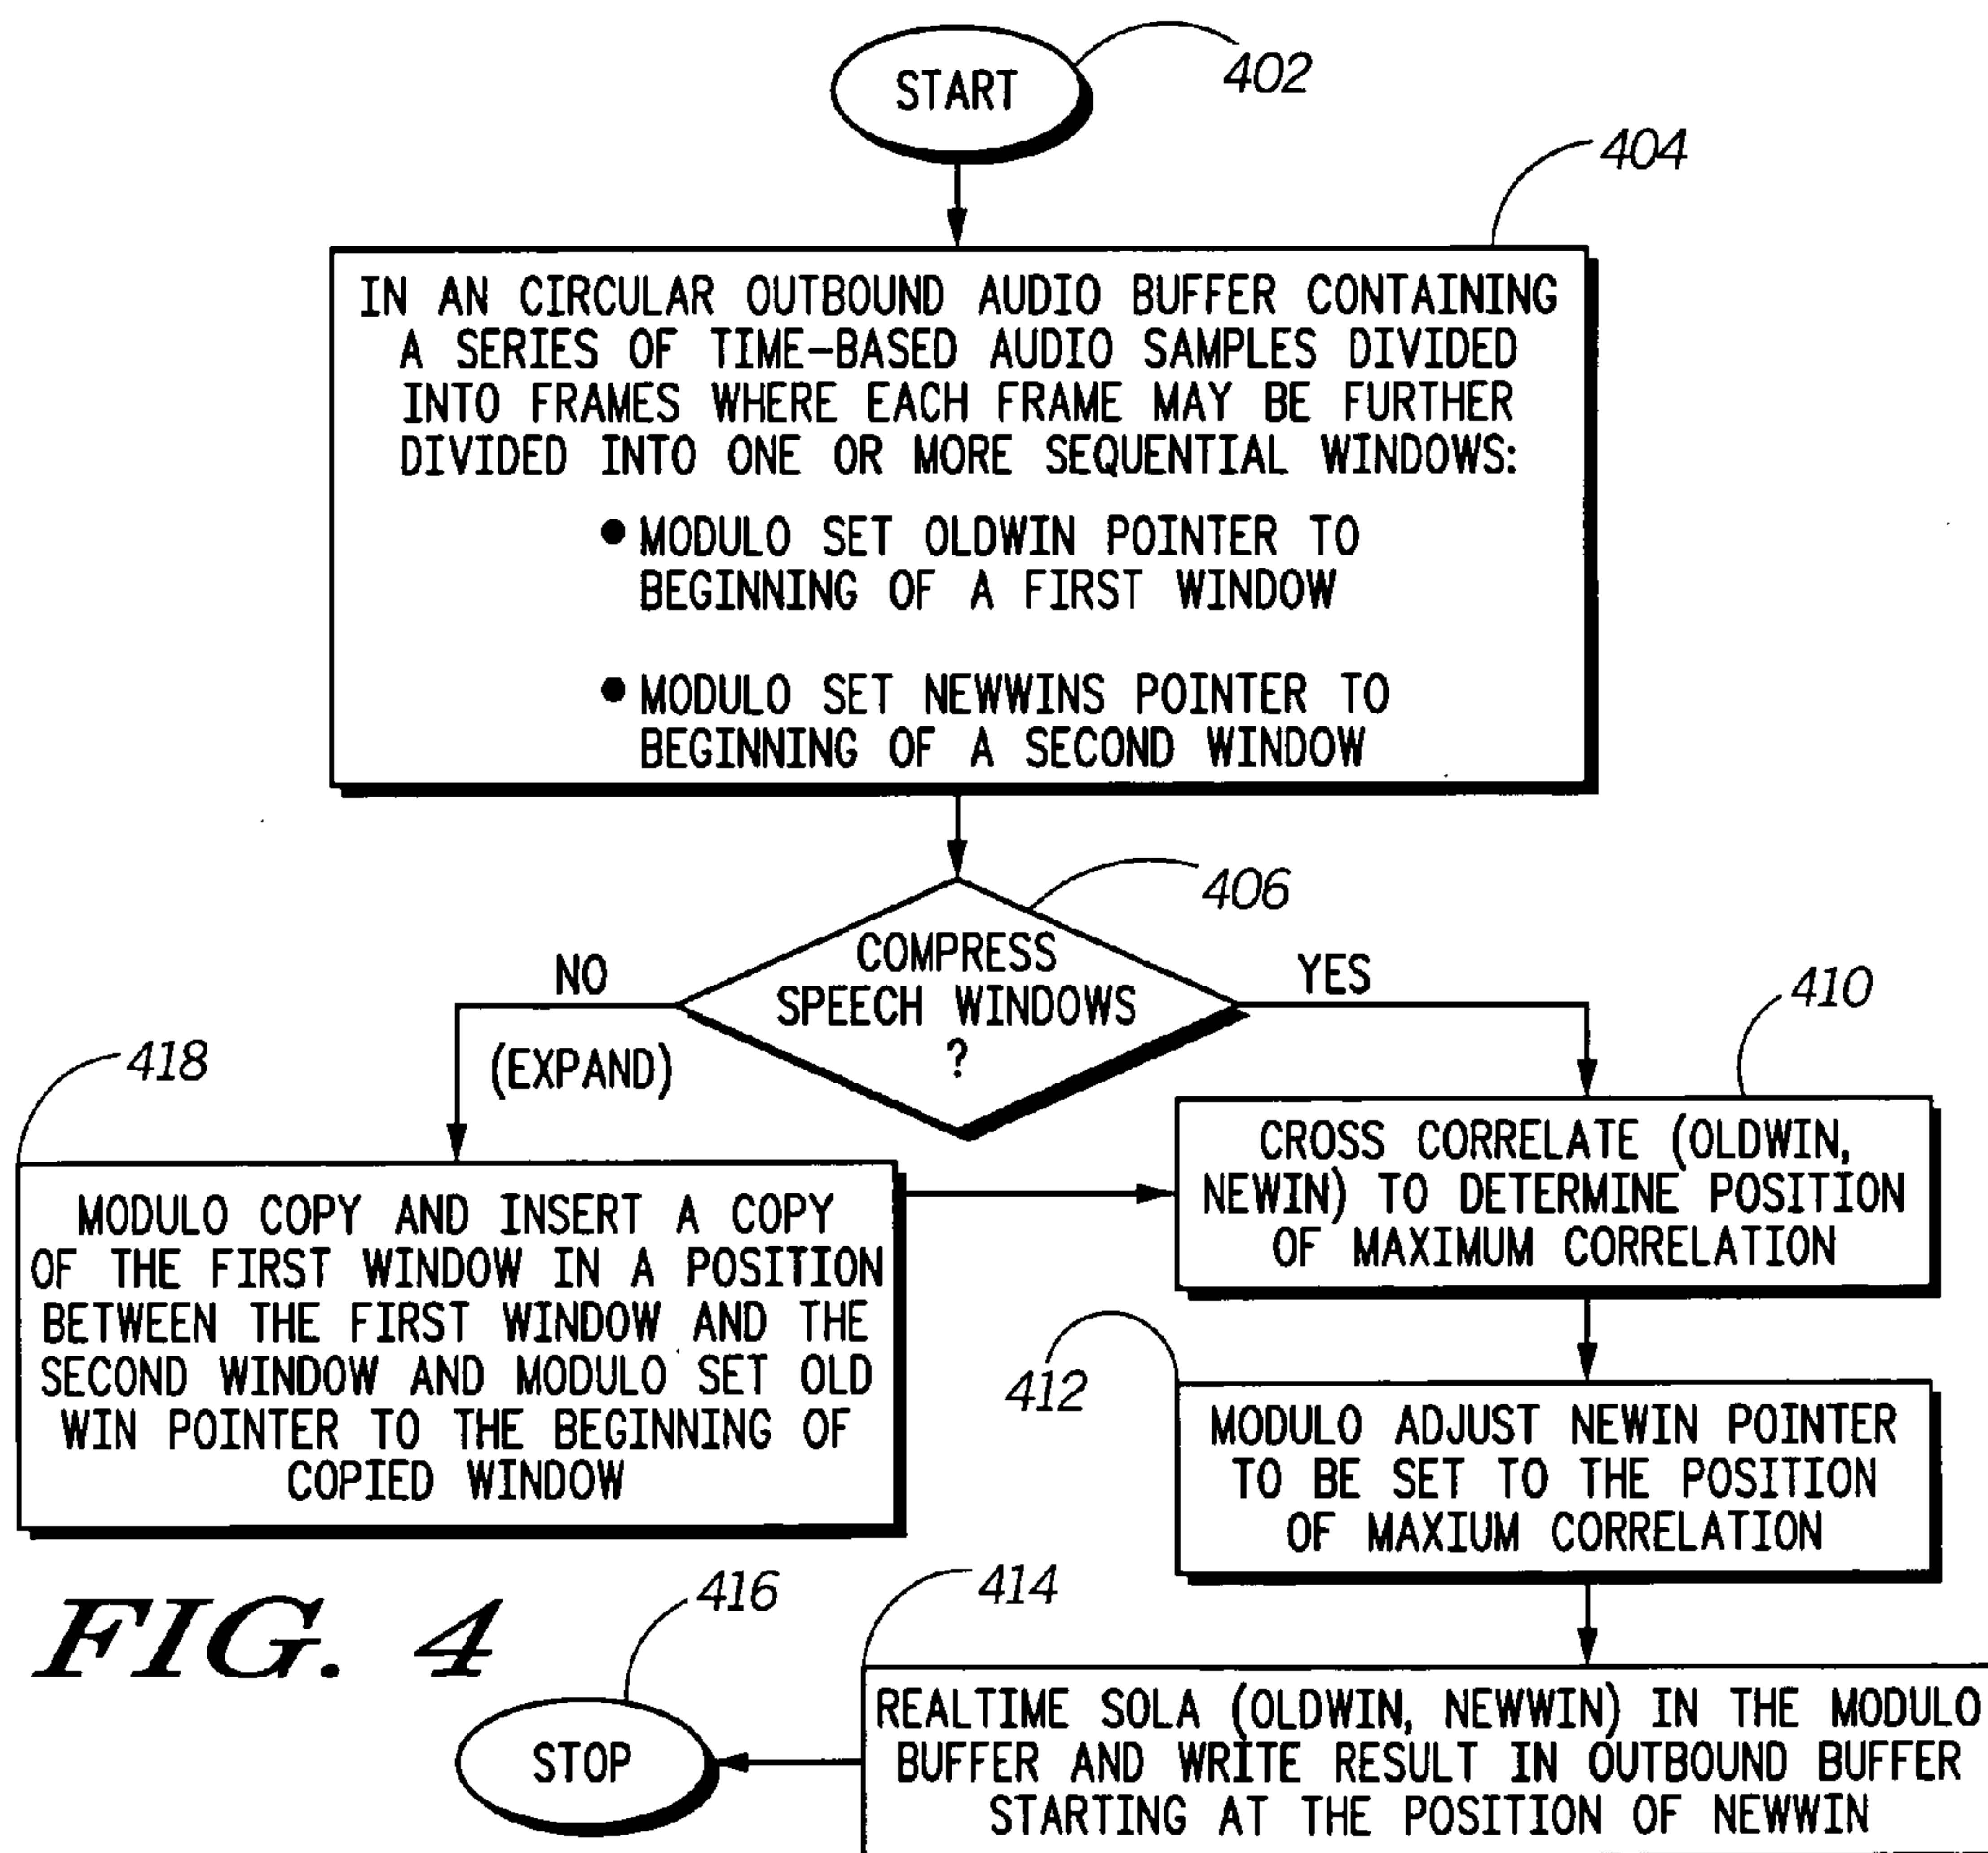 START
402
404
IN AN CIRCULAR OUTBOUND AUDIO BUFFER CONTAINING
A SERIES OF TIME-BASED AUDIO SAMPLES DIVIDED
INTO FRAMES WHERE EACH FRAME MAY BE FURTHER
DIVIDED INTO ONE OR MORE SEQUENTIAL WINDOWS:
● MODULO SET OLDWIN POINTER TO
BEGINNING OF A FIRST WINDOW
● MODULO SET NEWWINS POINTER TO
BEGINNING OF A SECOND WINDOW
406
COMPRESS
SPEECH WINDOWS
?
NO
(EXPAND)
YES
410
418
CROSS CORRELATE (OLDWIN,
NEWIN) TO DETERMINE POSITION
OF MAXIMUM CORRELATION
MODULO COPY AND INSERT A COPY
OF THE FIRST WINDOW IN A POSITION
BETWEEN THE FIRST WINDOW AND THE
SECOND WINDOW AND MODULO SET OLD
WIN POINTER TO THE BEGINNING OF
COPIED WINDOW
412
MODULO ADJUST NEWIN POINTER
TO BE SET TO THE POSITION
OF MAXIUM CORRELATION
414
REALTIME SOLA (OLDWIN, NEWWIN) IN THE MODULO
BUFFER AND WRITE RESULT IN OUTBOUND BUFFER
STARTING AT THE POSITION OF NEWWIN
416
STOP
FIG. 4